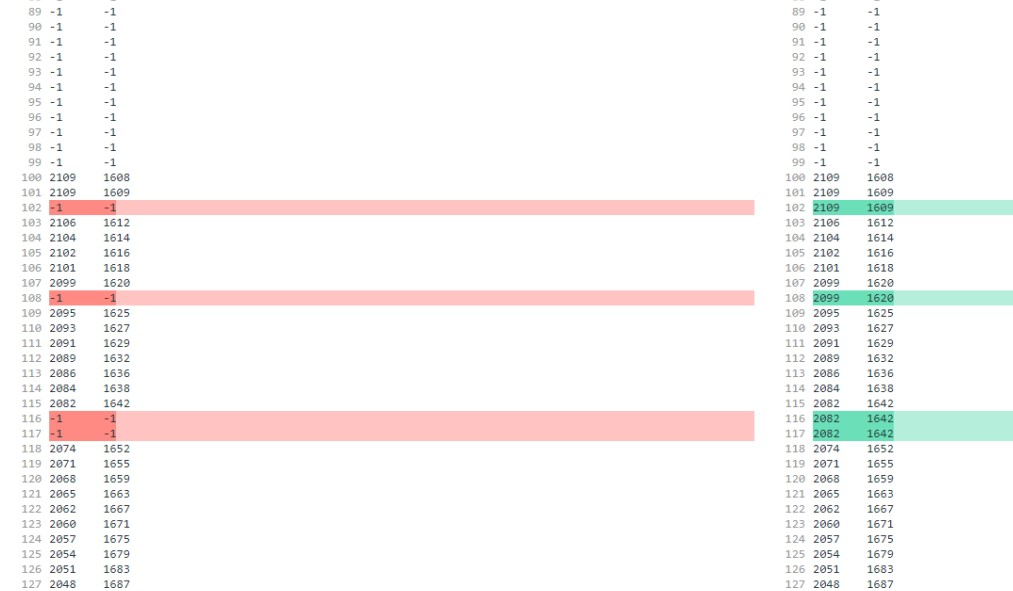 89 -1 -1 89 -1 -1
90 -1 -1 90 -1 -1
91 -1 -1 91 -1 -1
92 -1 -1 92 -1 -1
93 -1 -1 93 -1 -1
94 -1 -1 94 -1 -1
95 -1 -1 95 -1 -1
96 -1 -1 96 -1 -1
97 -1 -1 97 -1 -1
98 -1 -1 98 -1 -1
99 -1 -1 99 -1 -1
100 2109 1608 100 2109 1608
101 2109 1609 101 2109 1609
102 -1 -1 102 2109 1609
103 2106 1612 103 2106 1612
104 2104 1614 104 2104 1614
105 2102 1616 105 2102 1616
106 2101 1618 106 2101 1618
107 2099 1620 107 2099 1620
108 -1 -1 108 2099 1620
109 2095 1625 109 2095 1625
110 2093 1627 110 2093 1627
111 2091 1629 111 2091 1629
112 2089 1632 112 2089 1632
113 2086 1636 113 2086 1636
114 2084 1638 114 2084 1638
115 2082 1642 115 2082 1642
116 -1 -1 116 2082 1642
117 -1 -1 117 2082 1642
118 2074 1652 118 2074 1652
119 2071 1655 119 2071 1655
120 2068 1659 120 2068 1659
121 2065 1663 121 2065 1663
122 2062 1667 122 2062 1667
123 2060 1671 123 2060 1671
124 2057 1675 124 2057 1675
125 2054 1679 125 2054 1679
126 2051 1683 126 2051 1683
127 2048 1687 127 2048 1687